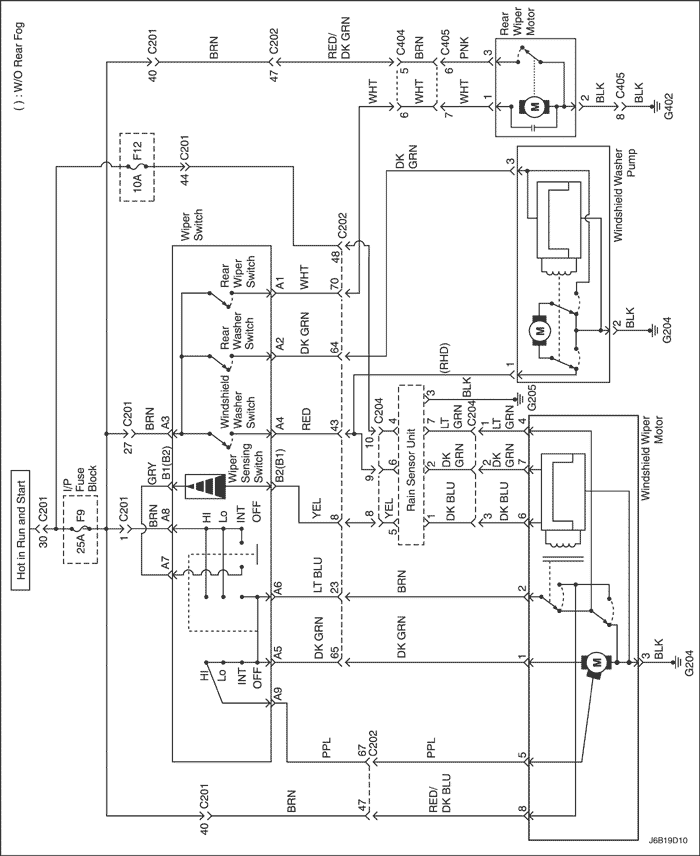 ( ) : W/O Rear Fog
Hot in Run and Start
30
C201
I/P
Fuse
Block
F9
25A
F12
10A
44
C201
40
C201
BRN
47
C202
RED/
DK GRN
C404
5
BRN
C405
6
PNK
3
Rear
Wiper
Motor
M
WHT
6
WHT
7
WHT
1
2
BLK
C405
8
BLK
G402
1
C201
BRN
A8
27
C201
BRN
A3
GRY
B1(B2)
A7
Wiper
Switch
Rear
Wiper
Switch
Rear
Washer
Switch
Windshield
Washer
Switch
Wiper
Sensing
Switch
HI
Lo
INT
OFF
HI
Lo
INT
OFF
A1
WHT
70
A2
DK GRN
64
A4
RED
43
B2(B1)
YEL
8
A6
LT BLU
23
A5
DK GRN
65
A9
PPL
67
C202
PPL
5
48
C202
DK
GRN
3
Windshield Washer
Pump
M
2
BLK
G204
(RHD)
1
C204
10
4
9
6
8
YEL
5
Rain Sensor Unit
3
BLK
G205
7
LT
GRN
C204
1
LT
GRN
4
2
DK
GRN
2
DK
GRN
7
1
DK BLU
3
DK BLU
6
BRN
2
DK GRN
1
Windshield Wiper
Motor
M
3
BLK
G204
40
C201
BRN
47
RED/
DK BLU
8
J6B19D10